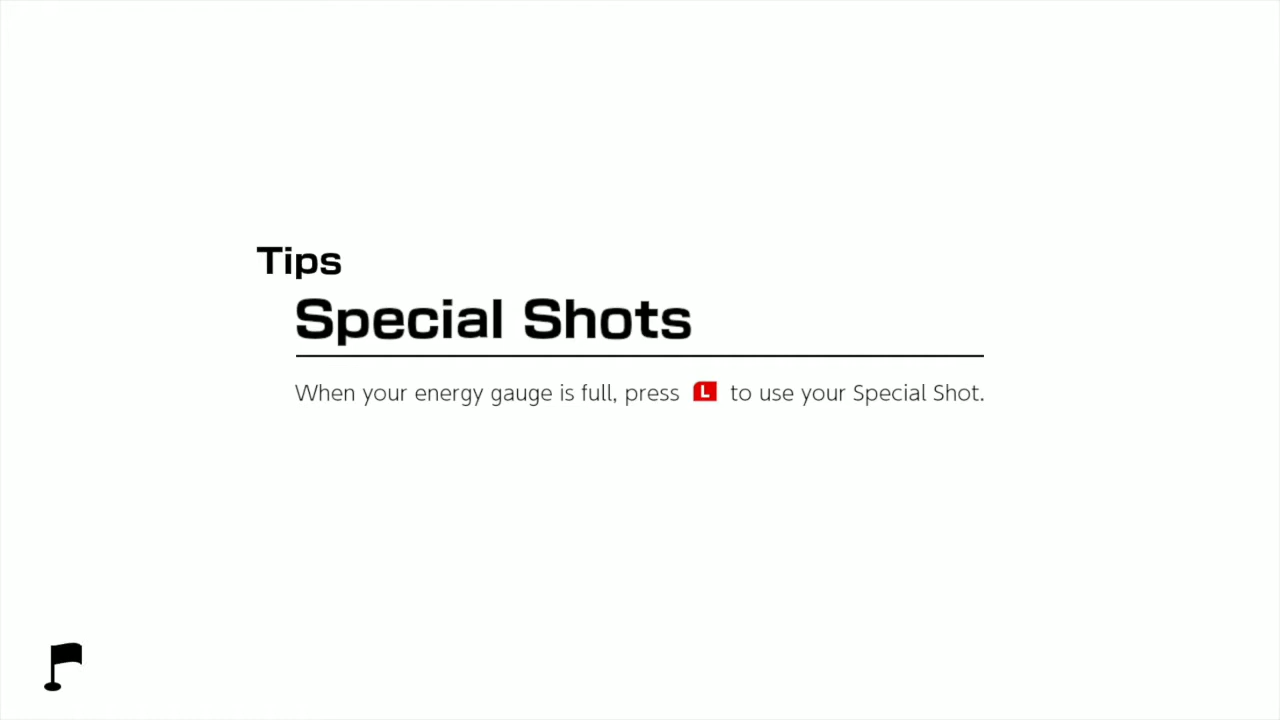 Tips
Special Shots
When your energy gauge is full, press L to use your Special Shot.